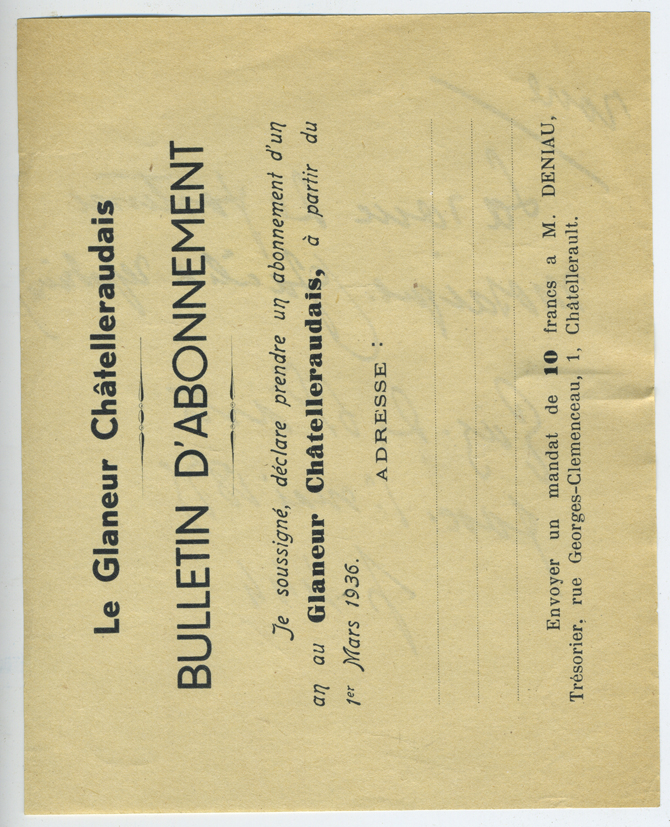 Le Glaneur Châtelleraudais
BULLETIN D'ABONNEMENT
Je soussigné, déclare prendre un abonnement d'un
an au Glaneur Châtelleraudais, à partir du
1er Mars 1936.
ADRESSE :
Envoyer un mandat de 10 francs a M. DENIAU,
Trésorier, rue Georges-Clemenceau, 1, Châtellerault.